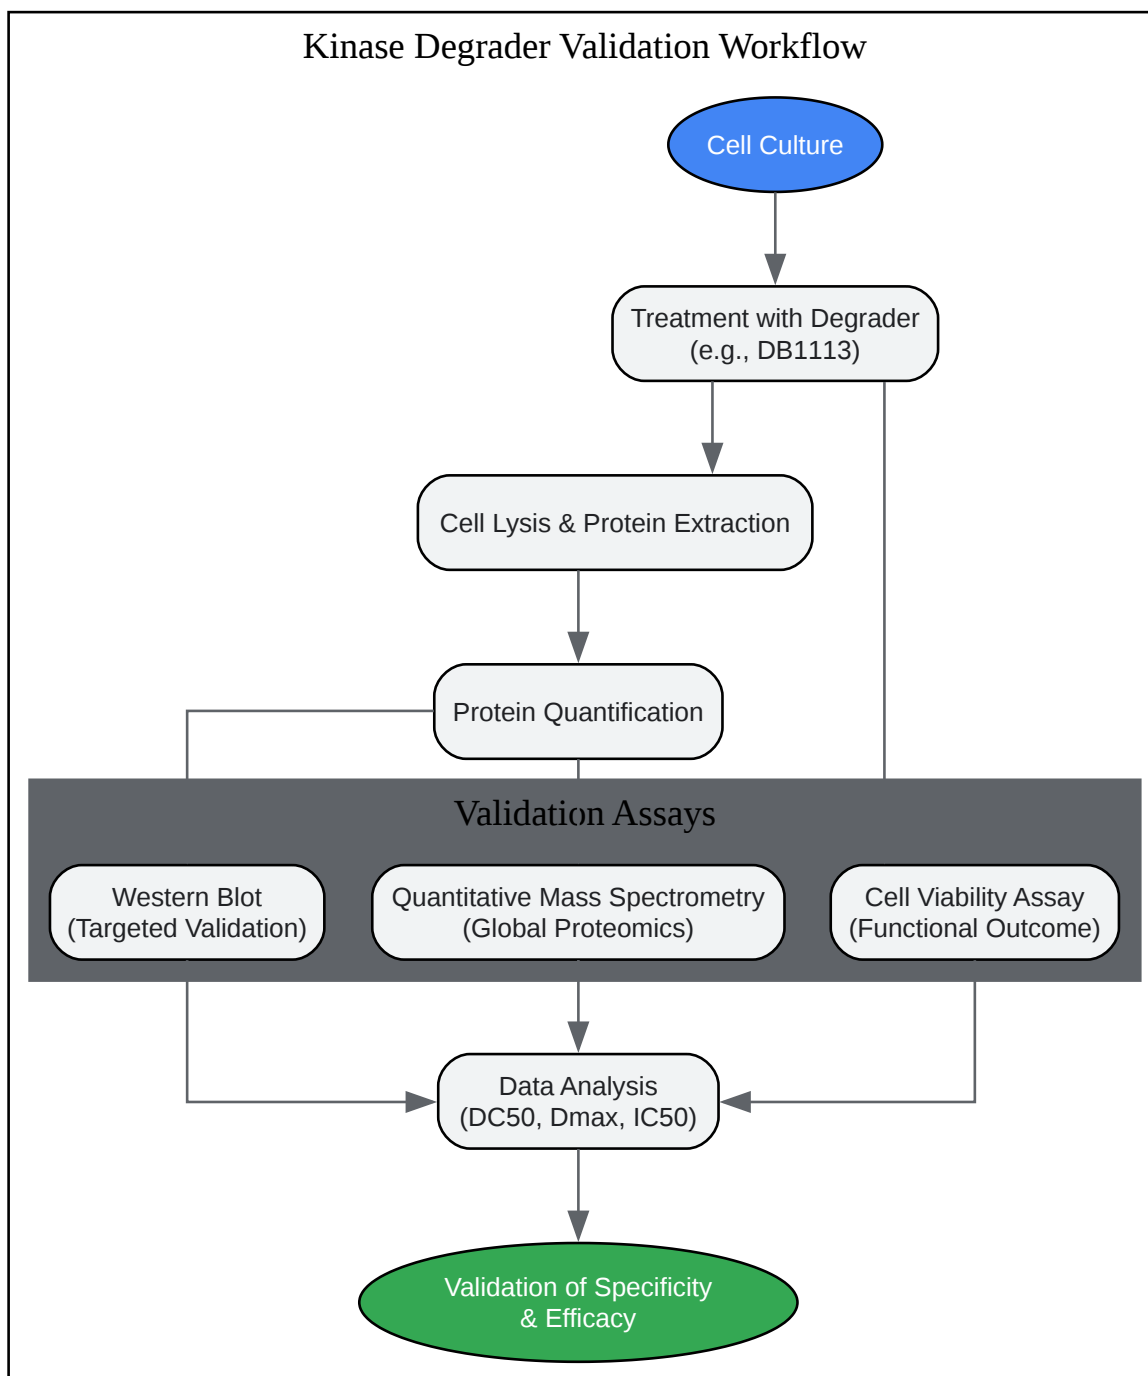 Kinase Degrader Validation Workflow
Cell Culture
Treatment with Degrader
(e.g., DB1113)
Cell Lysis & Protein Extraction
Protein Quantification
Validation Assays
Western Blot
(Targeted Validation)
Quantitative Mass Spectrometry
(Global Proteomics)
Cell Viability Assay
(Functional Outcome)
Data Analysis
(DC50, Dmax, IC50)
Validation of Specificity
& Efficacy